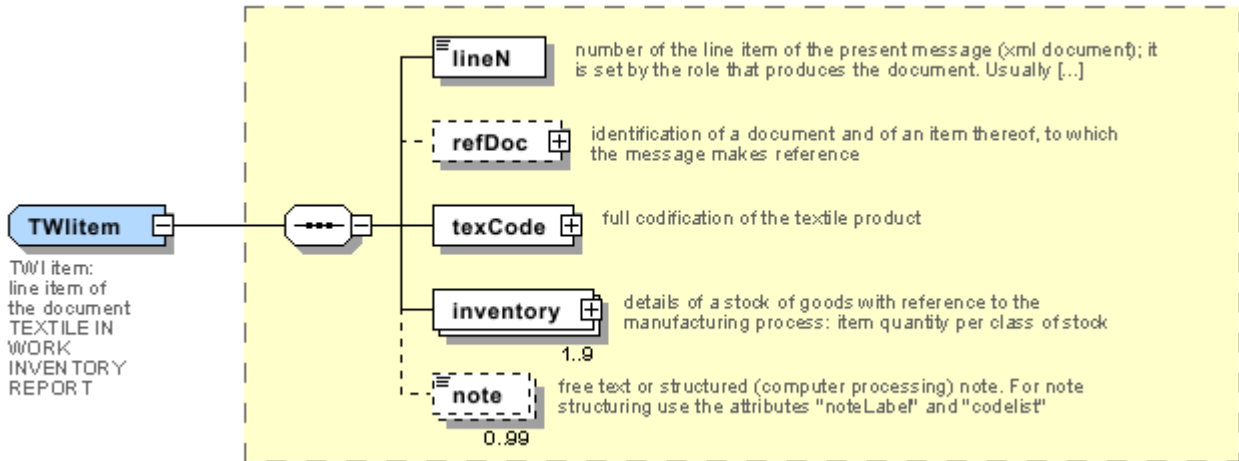 lineN
number of the line item of the present message (xml document); it
is set by the role that produces the document. Usually [...]
refDoc
identification of a document and of an item thereof, to which
the message makes reference
TWIitem
TWI item:
line item of
the document
TEXTILE IN
WORK
INVENTORY
REPORT
texCode
full codification of the textile product
inventory
details of a stock of goods with reference to the
manufacturing process: item quantity per class of stock
1..9
note
free text or structured (computer processing) note. For note
structuring use the attributes "noteLabel" and "codelist"
0..99